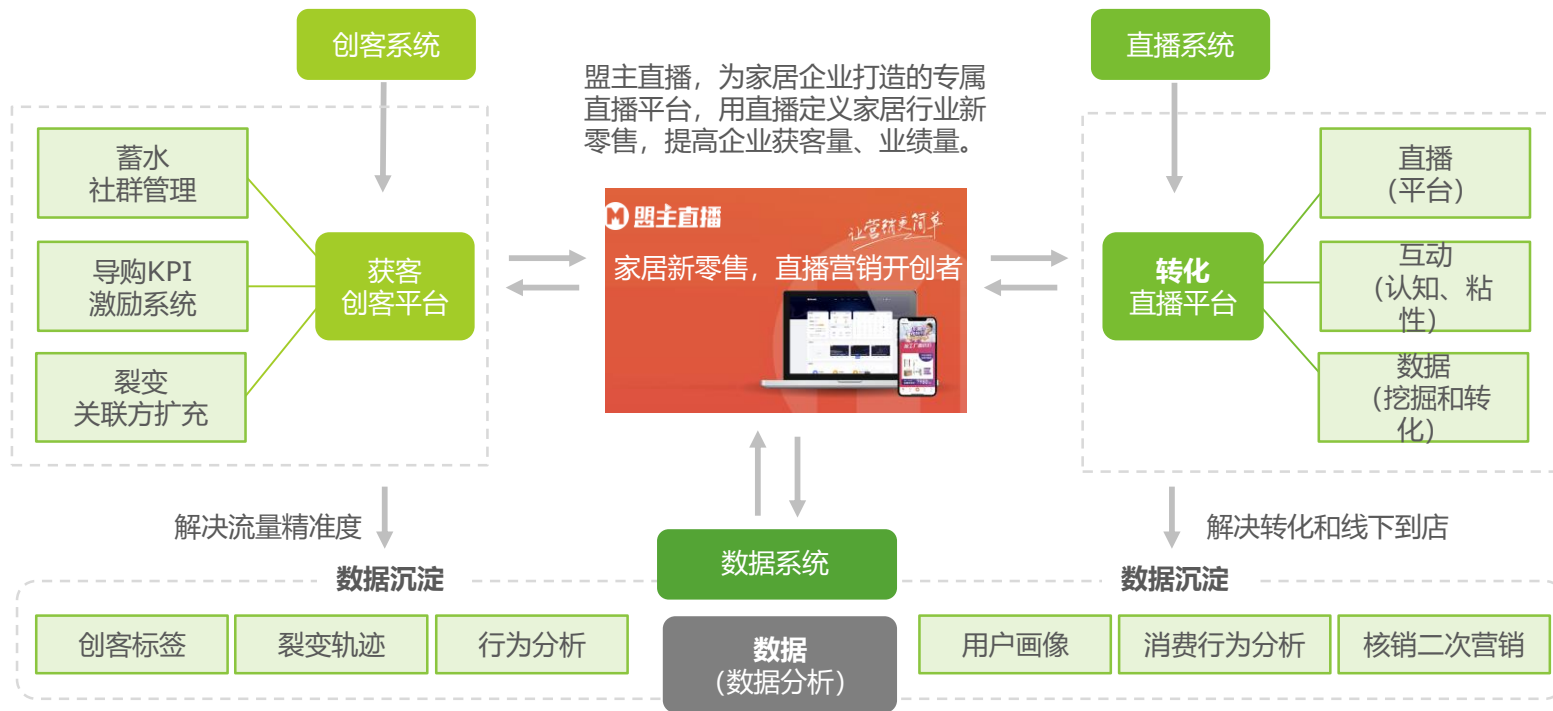 创客系统
直播系统
盟主直播，为家居企业打造的专属
直播平台，用直播定义家居行业新
零售，提高企业获客量、业绩量。
蓄水
社群管理
导购KPI
激励系统
裂变
关联方扩充
获客
创客平台
盟主直播
让营销更简单
家居新零售，直播营销开创者
转化
直播平台
直播
（平台）
互动
（认知、粘
性）
数据
（挖掘和转
化）
解决流量精准度
解决转化和线下到店
数据系统
数据沉淀
数据沉淀
创客标签
裂变轨迹
行为分析
数据
（数据分析）
用户画像
消费行为分析
核销二次营销